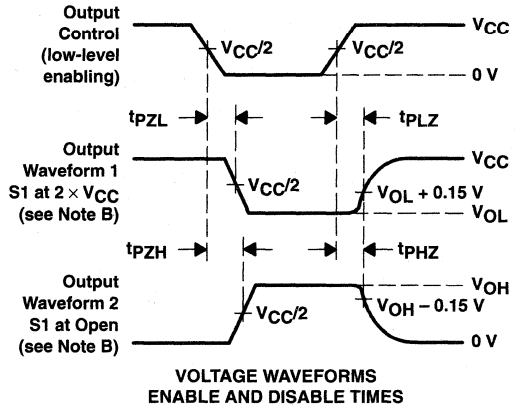 Output
Control
(low-level
enabling)
VCC/2
VCC/2
VCC
0 V
tPZL
tPLZ
Output
Waveform 1
S1 at 2 × VCC
(see Note B)
VCC/2
VCC
VOL + 0.15 V
VOL
tPZH
tPHZ
Output
Waveform 2
S1 at Open
(see Note B)
VCC/2
VOH
VOH – 0.15 V
0 V
VOLTAGE WAVEFORMS
ENABLE AND DISABLE TIMES